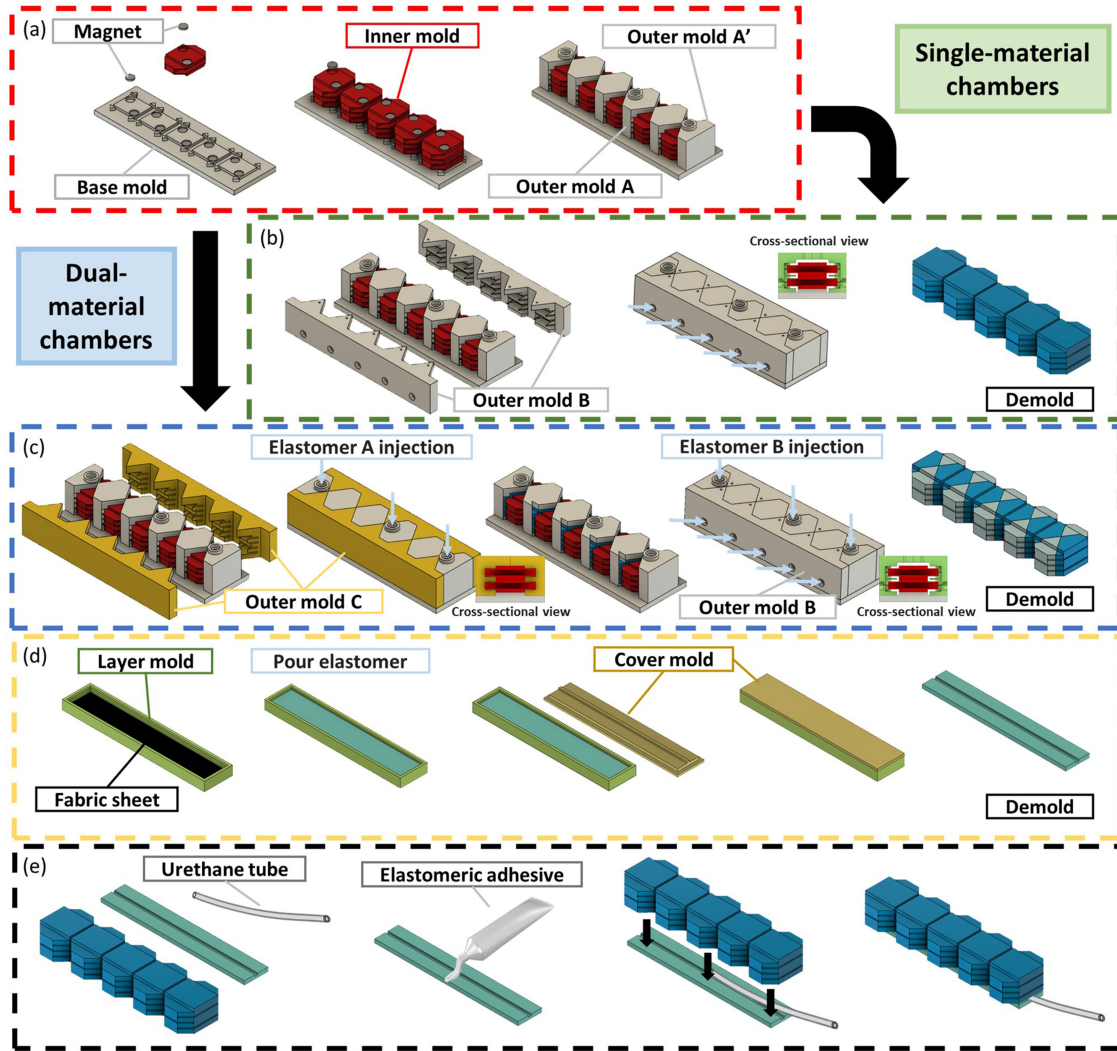 (a)
Magnet
Inner mold
Outer mold A’
Single-material
chambers
Base mold
Outer mold A
Dual-
material
chambers
(b)
Cross-sectional view
Outer mold B
Demold
(c)
Elastomer A injection
Elastomer B injection
Outer mold C
Cross-sectional view
Outer mold B
Cross-sectional view
Demold
(d)
Layer mold
Pour elastomer
Cover mold
Fabric sheet
Demold
(e)
Urethane tube
Elastomeric adhesive